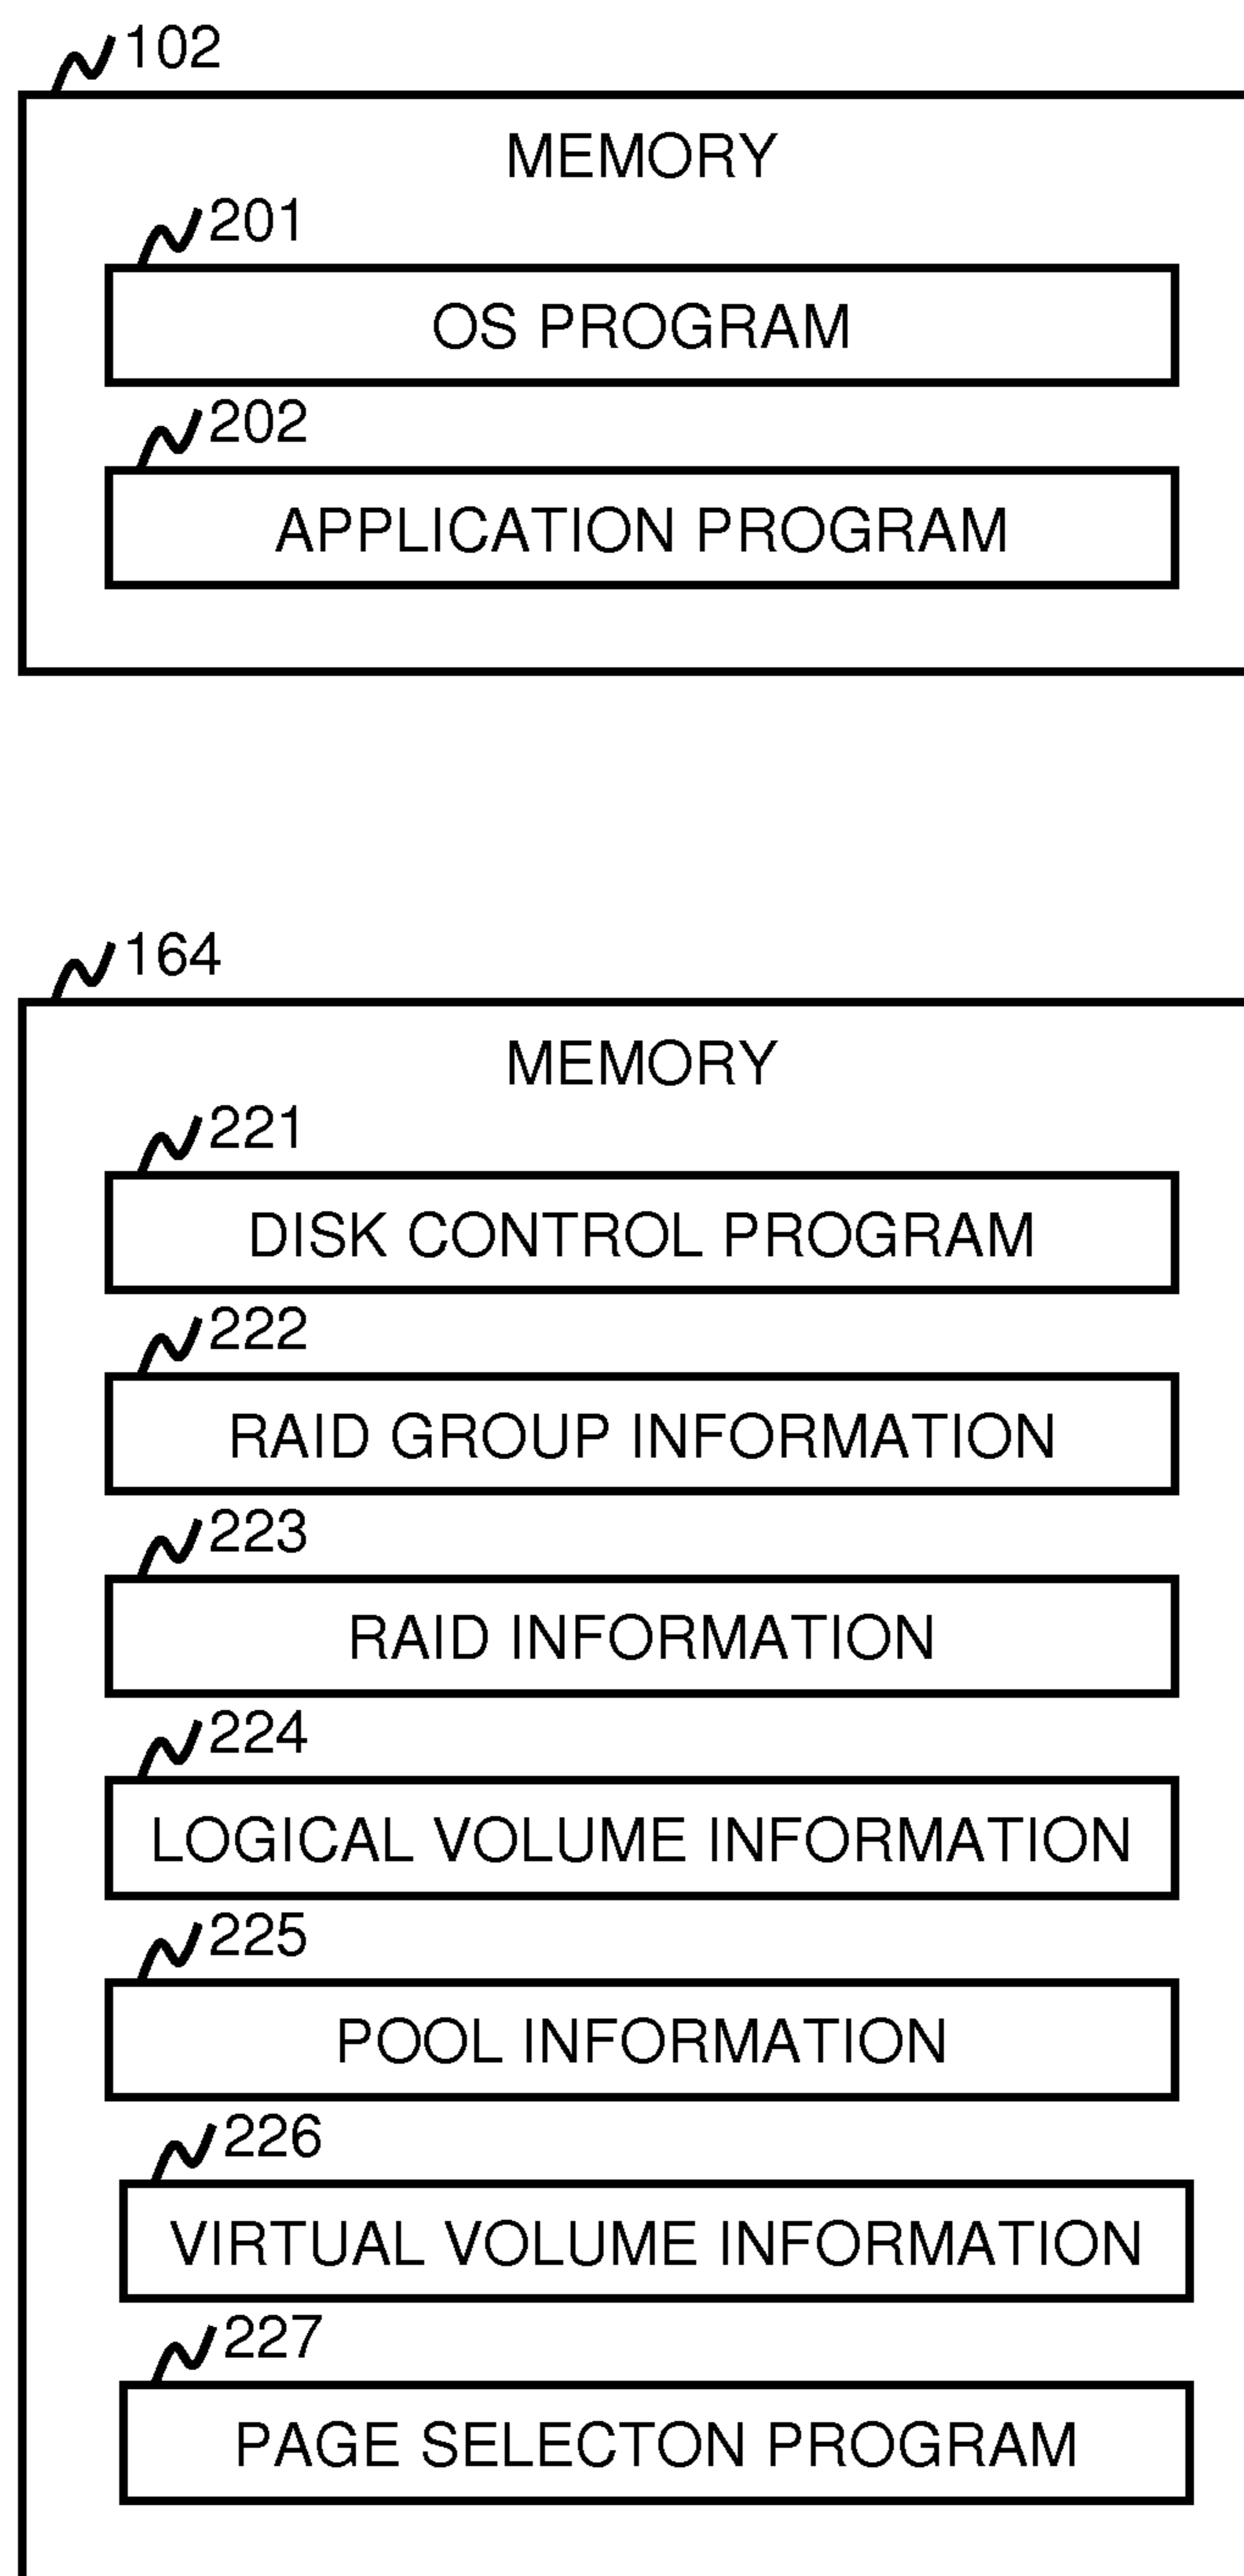 102
MEMORY
201
OS PROGRAM
202
APPLICATION PROGRAM
164
MEMORY
221
DISK CONTROL PROGRAM
222
RAID GROUP INFORMATION
223
RAID INFORMATION
224
LOGICAL VOLUME INFORMATION
225
POOL INFORMATION
226
VIRTUAL VOLUME INFORMATION
227
PAGE SELECTON PROGRAM